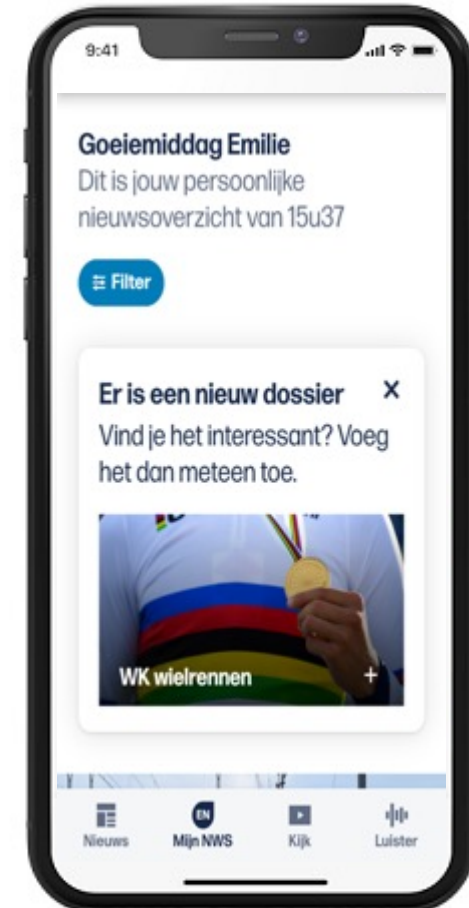 9:41
Goeiemiddag Emilie
Dit is jouw persoonlijke
nieuwsoverzicht van 15u37
Filter
Er is een nieuw dossier
Vind je het interessant? Voeg
het dan meteen toe.
WK wielrennen
+
EN
Nieuws
Mijn NWS
Kijk
Luister